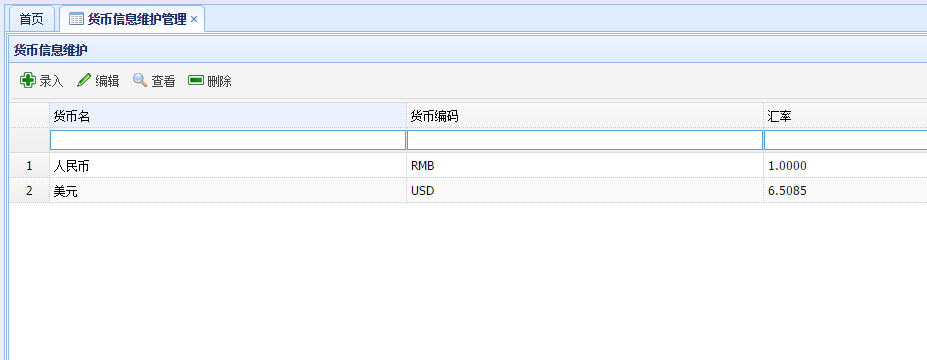 首页 货币信息维护管理 ×
货币信息维护
录入 编辑 查看 删除
货币名 货币编码 汇率
1 人民币 RMB 1.0000
2 美元 USD 6.5085